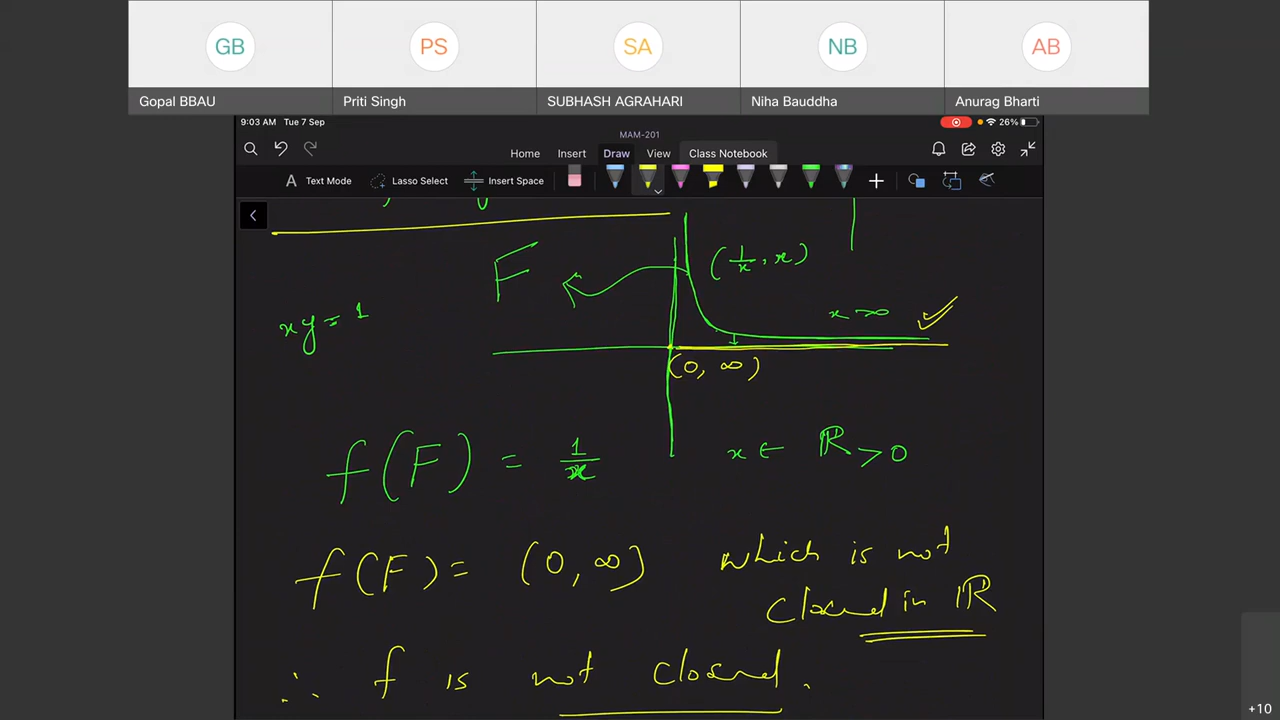 GB PS SA NB AB
Gopal BBAU Priti Singh SUBHASH AGRAHARI Niha Bauddha Anurag Bharti
9:03 AM Tue 7 Sep 26%
MAM-201
Home Insert Draw View Class Notebook
Text Mode Lasso Select Insert Space
F (1/x, x)
xy = 1 x>0
(0, ∞)
f(F) = 1/x x ∈ ℝ>0
f(F) = (0, ∞) which is not
closed in ℝ
∴ f is not closed.
+10